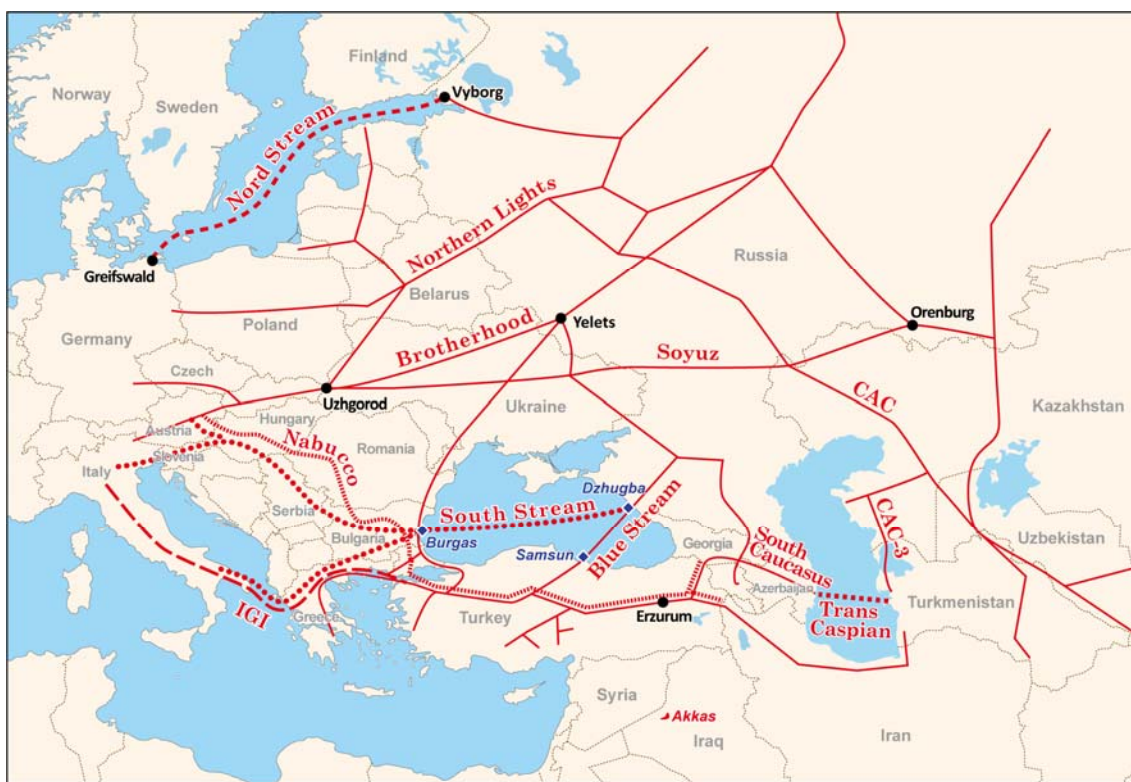 Finland
Norway
Sweden
Vyborg
Nord Stream
Northern Lights
Russia
Greifswald
Belarus
Orenburg
Germany
Poland
Yelets
Brotherhood
Soyuz
Czech
CAC
Uzhgorod
Ukraine
Kazakhstan
Hungary
Austria
Nabucco
Romania
Slovenia
Italy
Dzhugba
South Stream
Blue Stream
CAC-3
Serbia
Burgas
Bulgaria
Samsun
Georgia
South
Caucasus
Uzbekistan
Azerbaijan
Turkmenistan
IGI
Greece
Turkey
Erzurum
Trans
Caspian
Syria
Akkas
Iraq
Iran